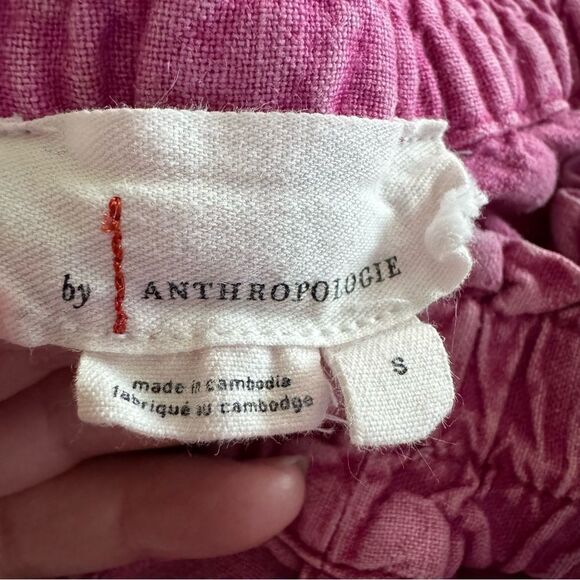 by ANTHROPOLOGIE
made in cambodia
fabriqué au cambodge
S